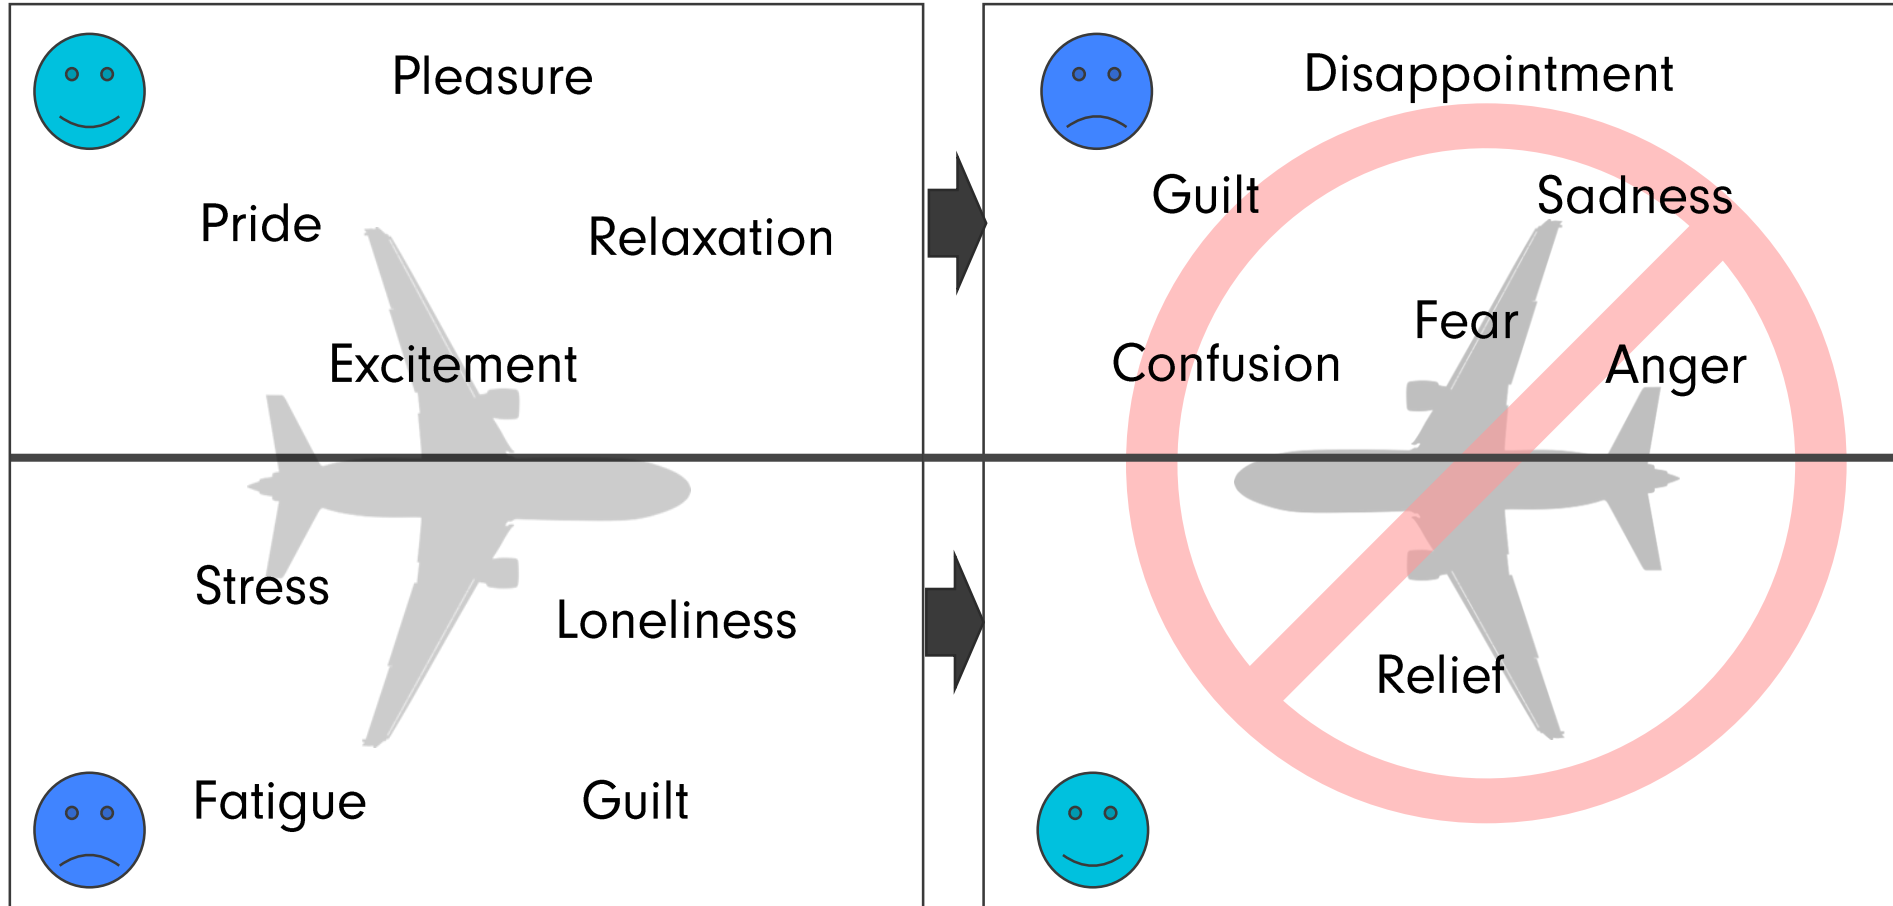 Pleasure
Pride
Relaxation
Excitement
Stress
Loneliness
Fatigue
Guilt
Disappointment
Guilt
Sadness
Fear
Confusion
Anger
Relief